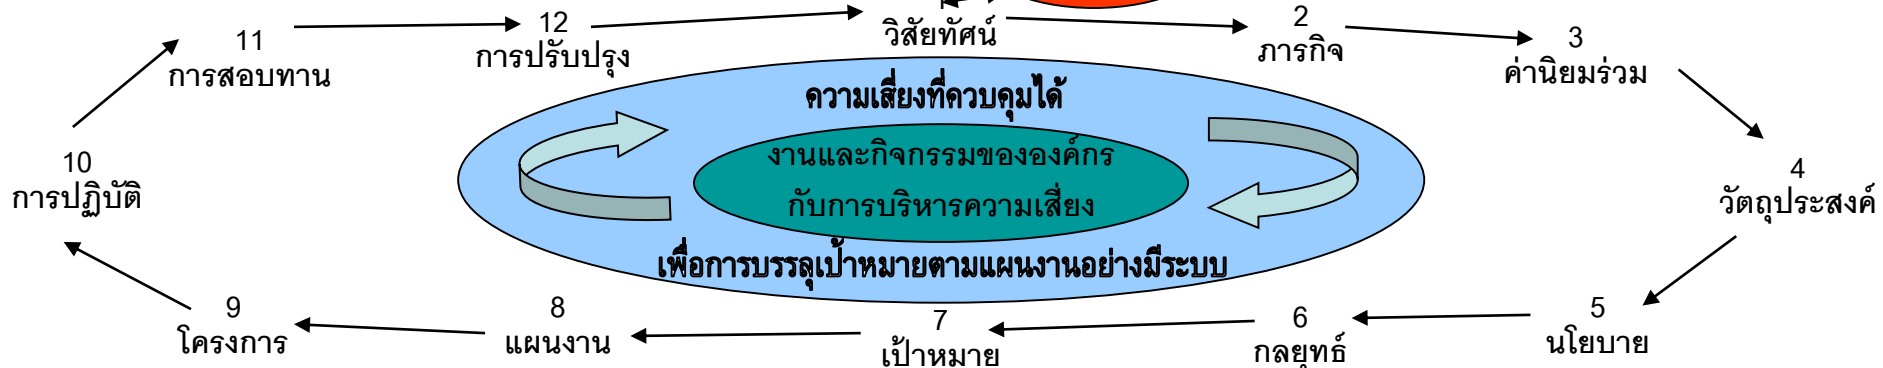 1
วิสัยทัศน์
2
ภารกิจ
3
ค่านิยมร่วม
4
วัตถุประสงค์
5
นโยบาย
6
กลยุทธ์
7
เป้าหมาย
8
แผนงาน
9
โครงการ
10
การปฏิบัติ
11
การสอบทาน
12
การปรับปรุง
ความเสี่ยงที่ควบคุมได้
งานและกิจกรรมขององค์กร
กับการบริหารความเสี่ยง
เพื่อการบรรลุเป้าหมายตามแผนงานอย่างมีระบบ